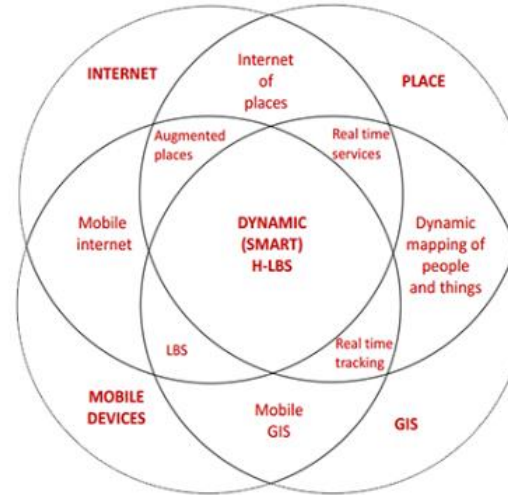 INTERNET
Internet
of
places
PLACE
Augmented
places
Real time
services
Mobile
internet
DYNAMIC
(SMART)
H-LBS
Dynamic
mapping of
people
and things
LBS
Real time
tracking
MOBILE
DEVICES
Mobile
GIS
GIS